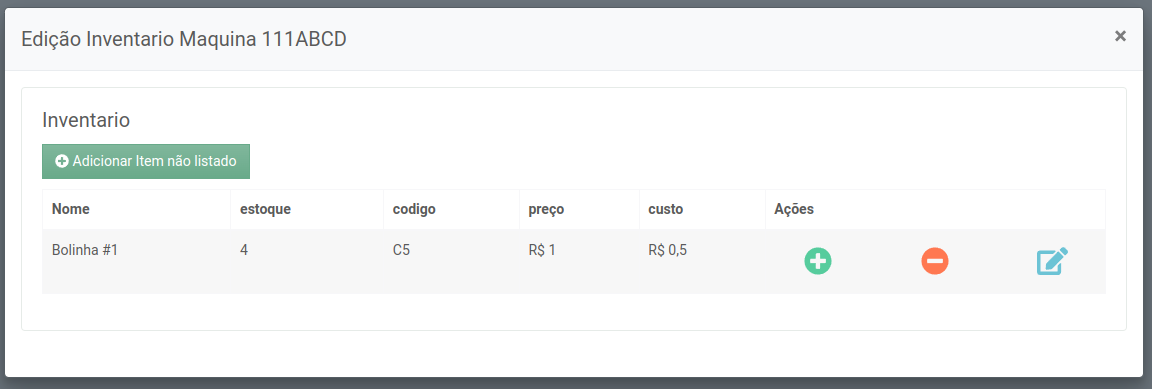 Edição Inventario Maquina 111ABCD ×
Inventario
Adicionar Item não listado
Nome estoque codigo preço custo Ações
Bolinha #1 4 C5 R$ 1 R$ 0,5